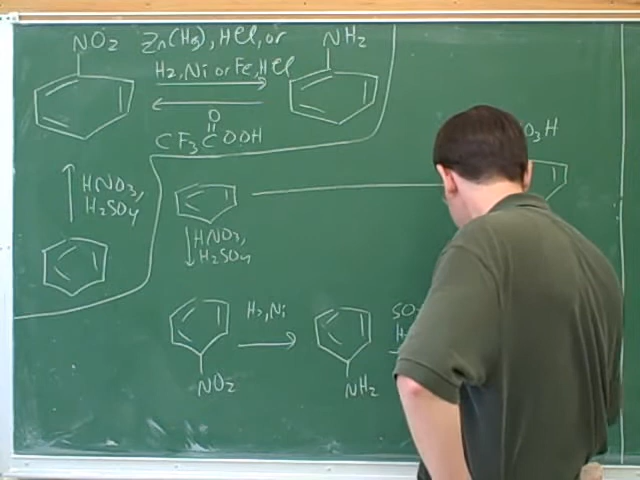 NO2 Zn(Hg), HCl, or NH2
H2, Ni or Fe, HCl
O
CF3COOH
HNO3,
H2SO4
O3H
HNO3,
H2SO4
H2, Ni
SO
NO2
NH2